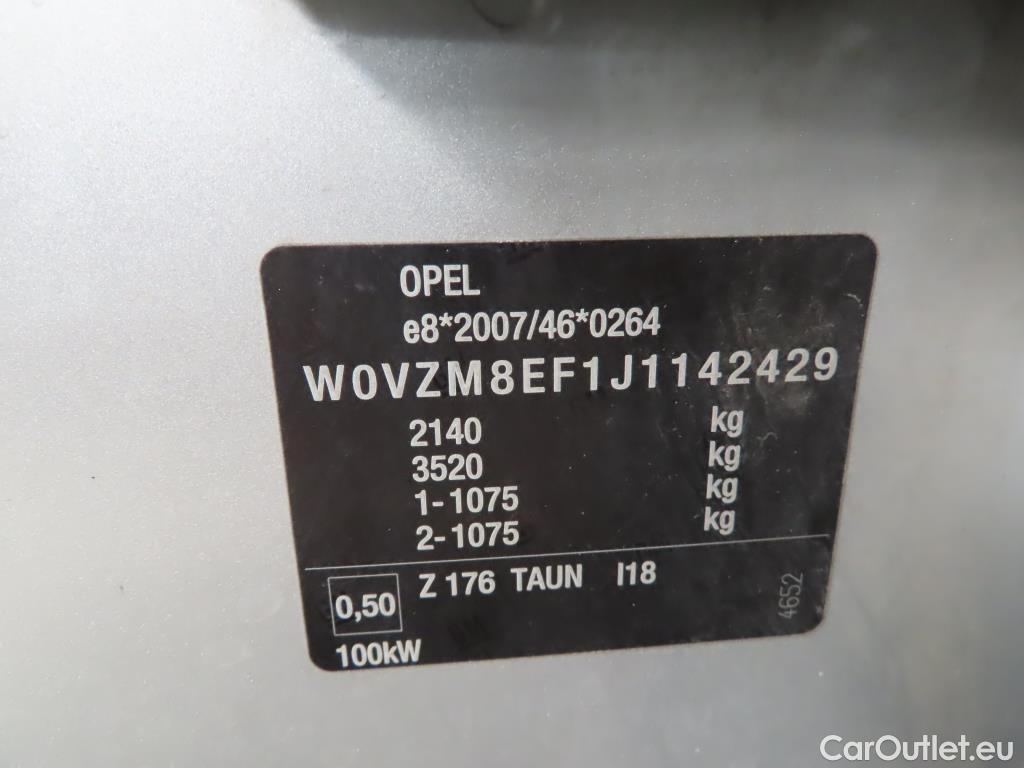 OPEL
e8*2007/46*0264
W0VZM8EF1J1142429
2140 kg
3520 kg
1-1075 kg
2-1075 kg
0,50 Z 176 TAUN I18
100kW
4652
CarOutlet.eu